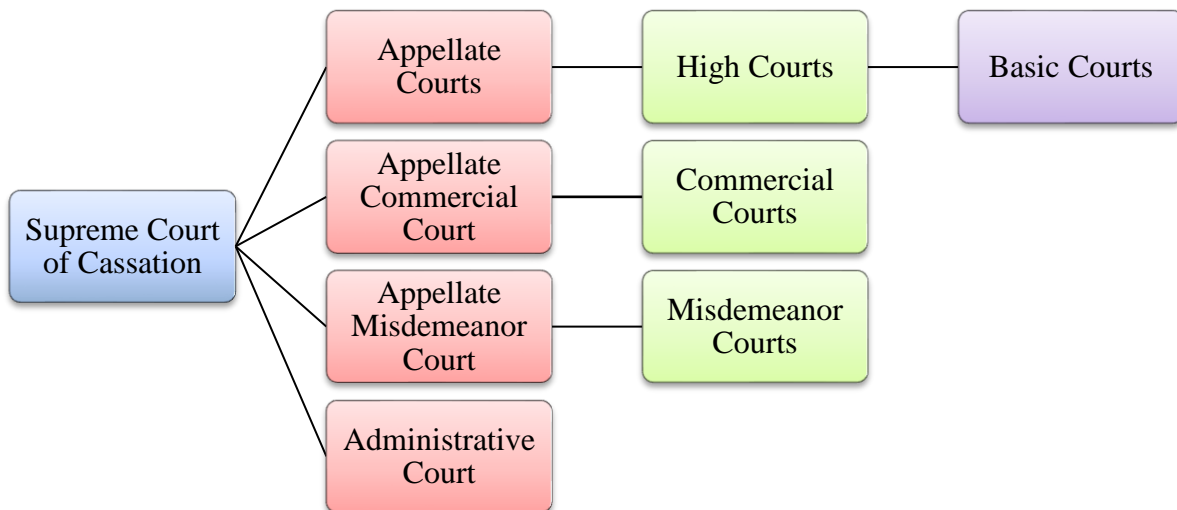 Appellate
Courts
High Courts
Basic Courts
Appellate
Commercial
Court
Commercial
Courts
Supreme Court
of Cassation
Appellate
Misdemeanor
Court
Misdemeanor
Courts
Administrative
Court